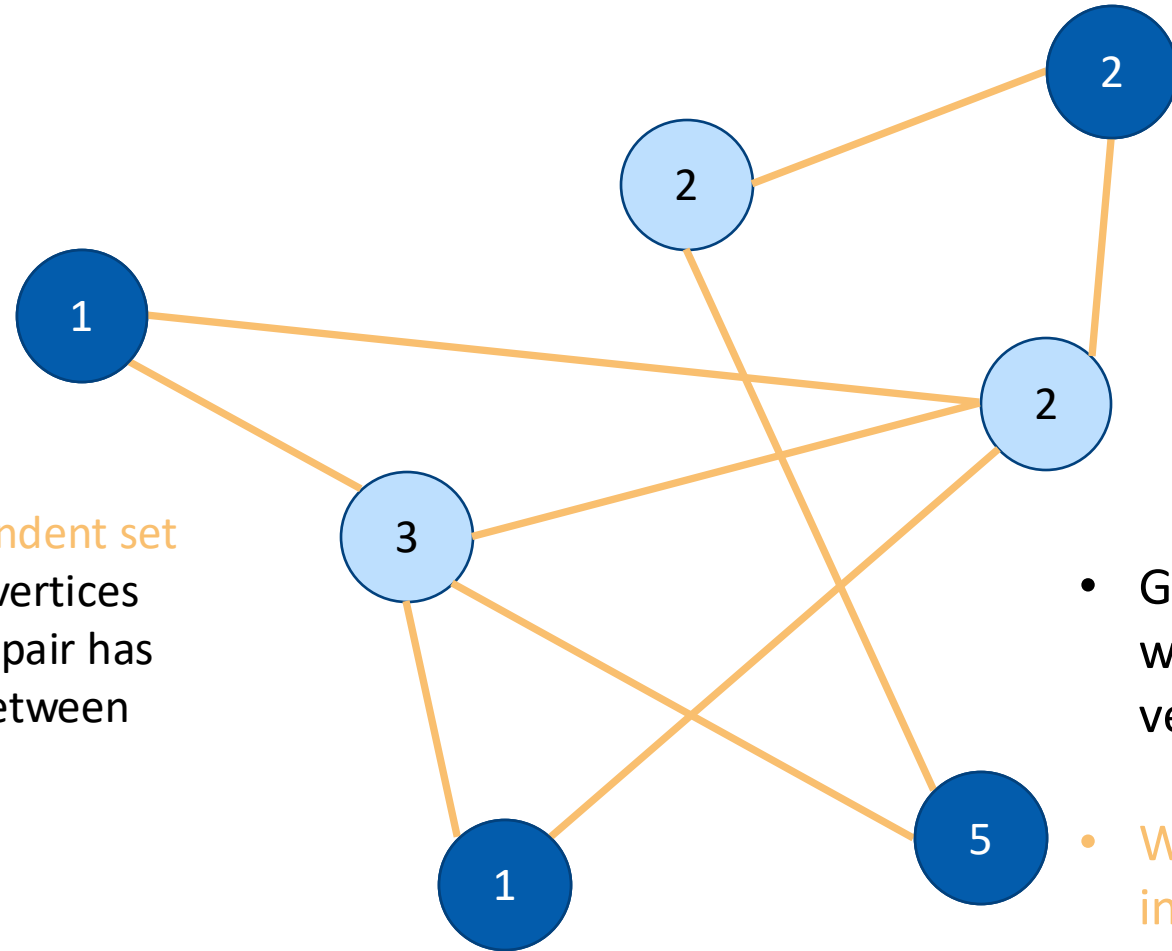 2
2
1
2
3
ndent set
vertices
pair has
etween
1
5
• G
w
ve
• W
in